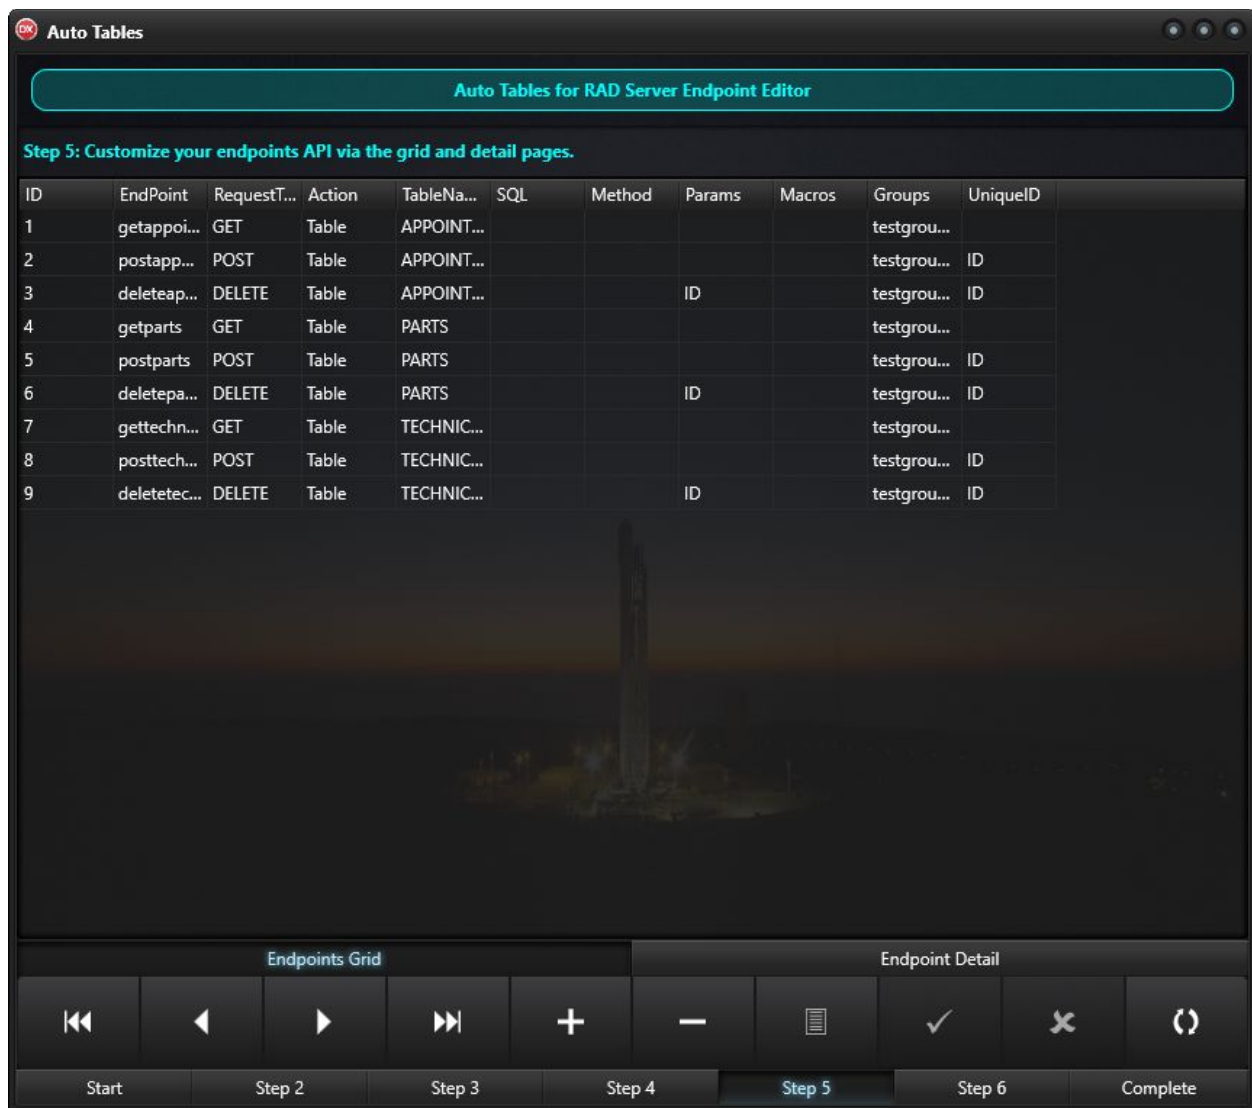 DX Auto Tables
Auto Tables for RAD Server Endpoint Editor
Step 5: Customize your endpoints API via the grid and detail pages.
ID EndPoint RequestT... Action TableNa... SQL Method Params Macros Groups UniqueID
1 getappoi... GET Table APPOINT... testgrou...
2 postapp... POST Table APPOINT... testgrou... ID
3 deleteap... DELETE Table APPOINT... ID testgrou... ID
4 getparts GET Table PARTS testgrou...
5 postparts POST Table PARTS testgrou... ID
6 deletepa... DELETE Table PARTS ID testgrou... ID
7 gettechn... GET Table TECHNIC... testgrou...
8 posttech... POST Table TECHNIC... testgrou... ID
9 deletetec... DELETE Table TECHNIC... ID testgrou... ID
Endpoints Grid Endpoint Detail
Start Step 2 Step 3 Step 4 Step 5 Step 6 Complete